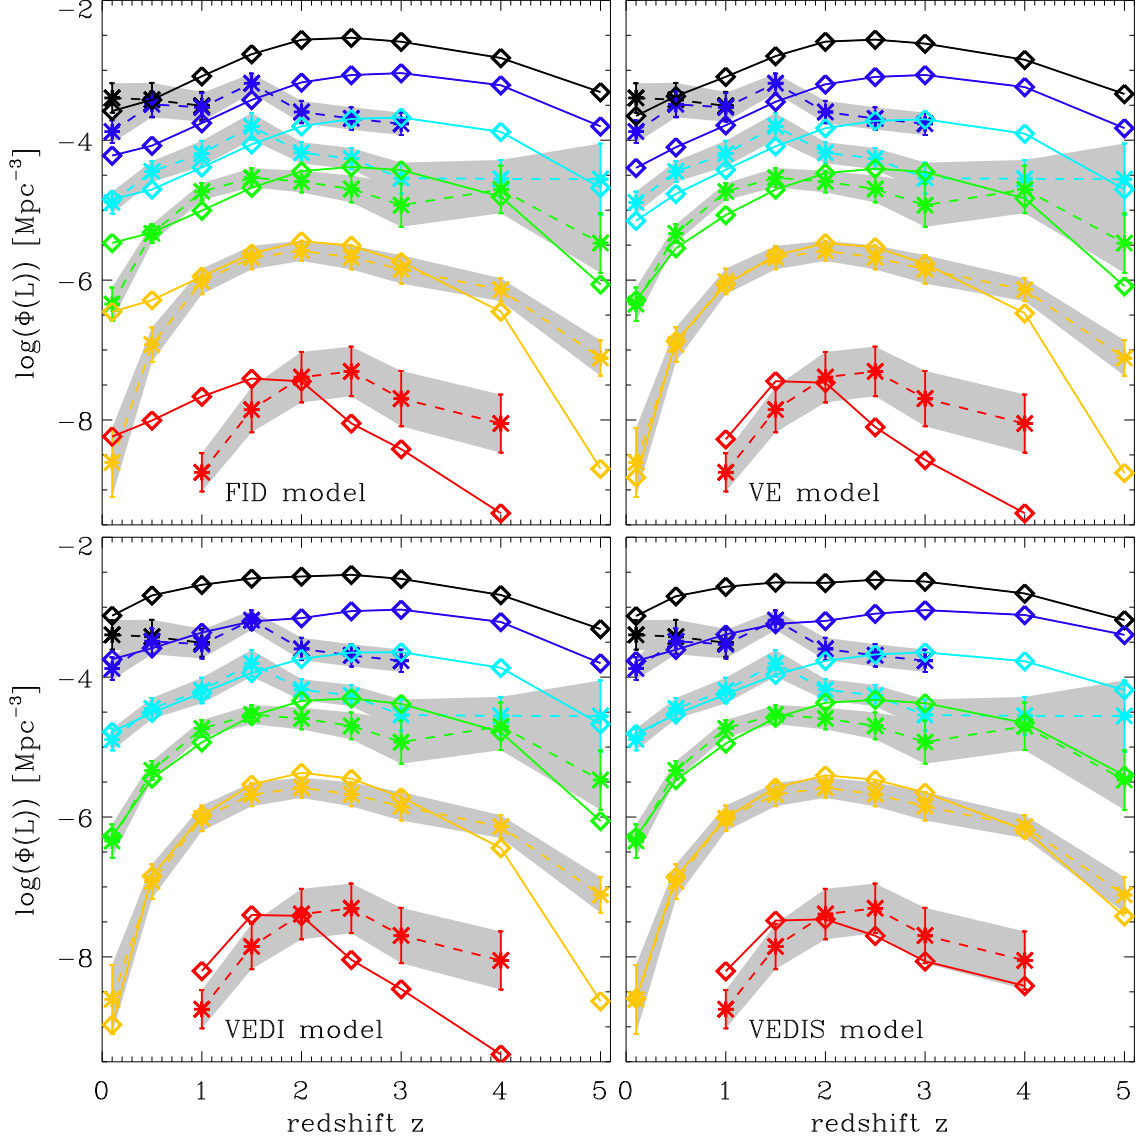 −2
−4
−6
−8
log(Φ(L)) [Mpc⁻³]
FID model
VE model
−2
−4
−6
−8
log(Φ(L)) [Mpc⁻³]
VEDI model
VEDIS model
0 1 2 3 4 5 0 1 2 3 4 5
redshift z redshift z